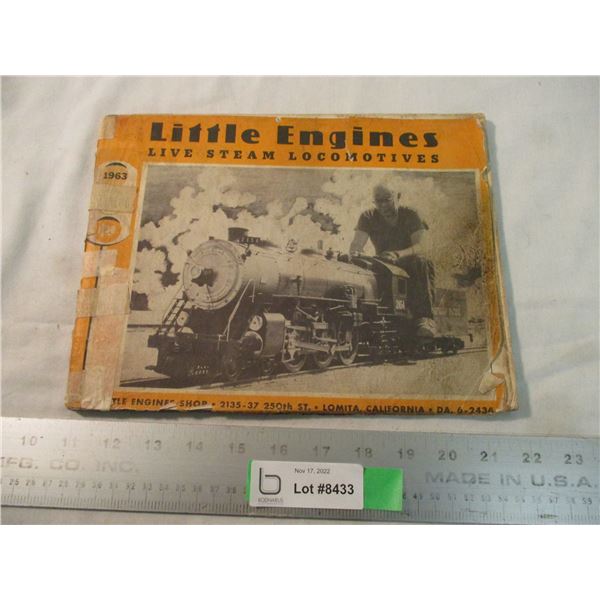 Little Engines
LIVE STEAM LOCOMOTIVES
1963
TLE ENGINES SHOP • 2135-37 250th ST. • LOMITA, CALIFORNIA • DA. 6-2434
10 11 12 13 14 15 16 17 18 19 20 21 22 23
MFG. CO. INC.
MADE IN U.S.A.
Nov 17, 2022
Lot #8433
b
BODNARUS